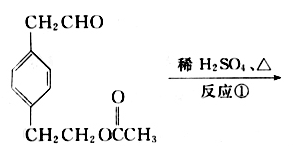 CH₂CHO
稀 H₂SO₄、△
反应①
O
CH₂CH₂OCCH₃